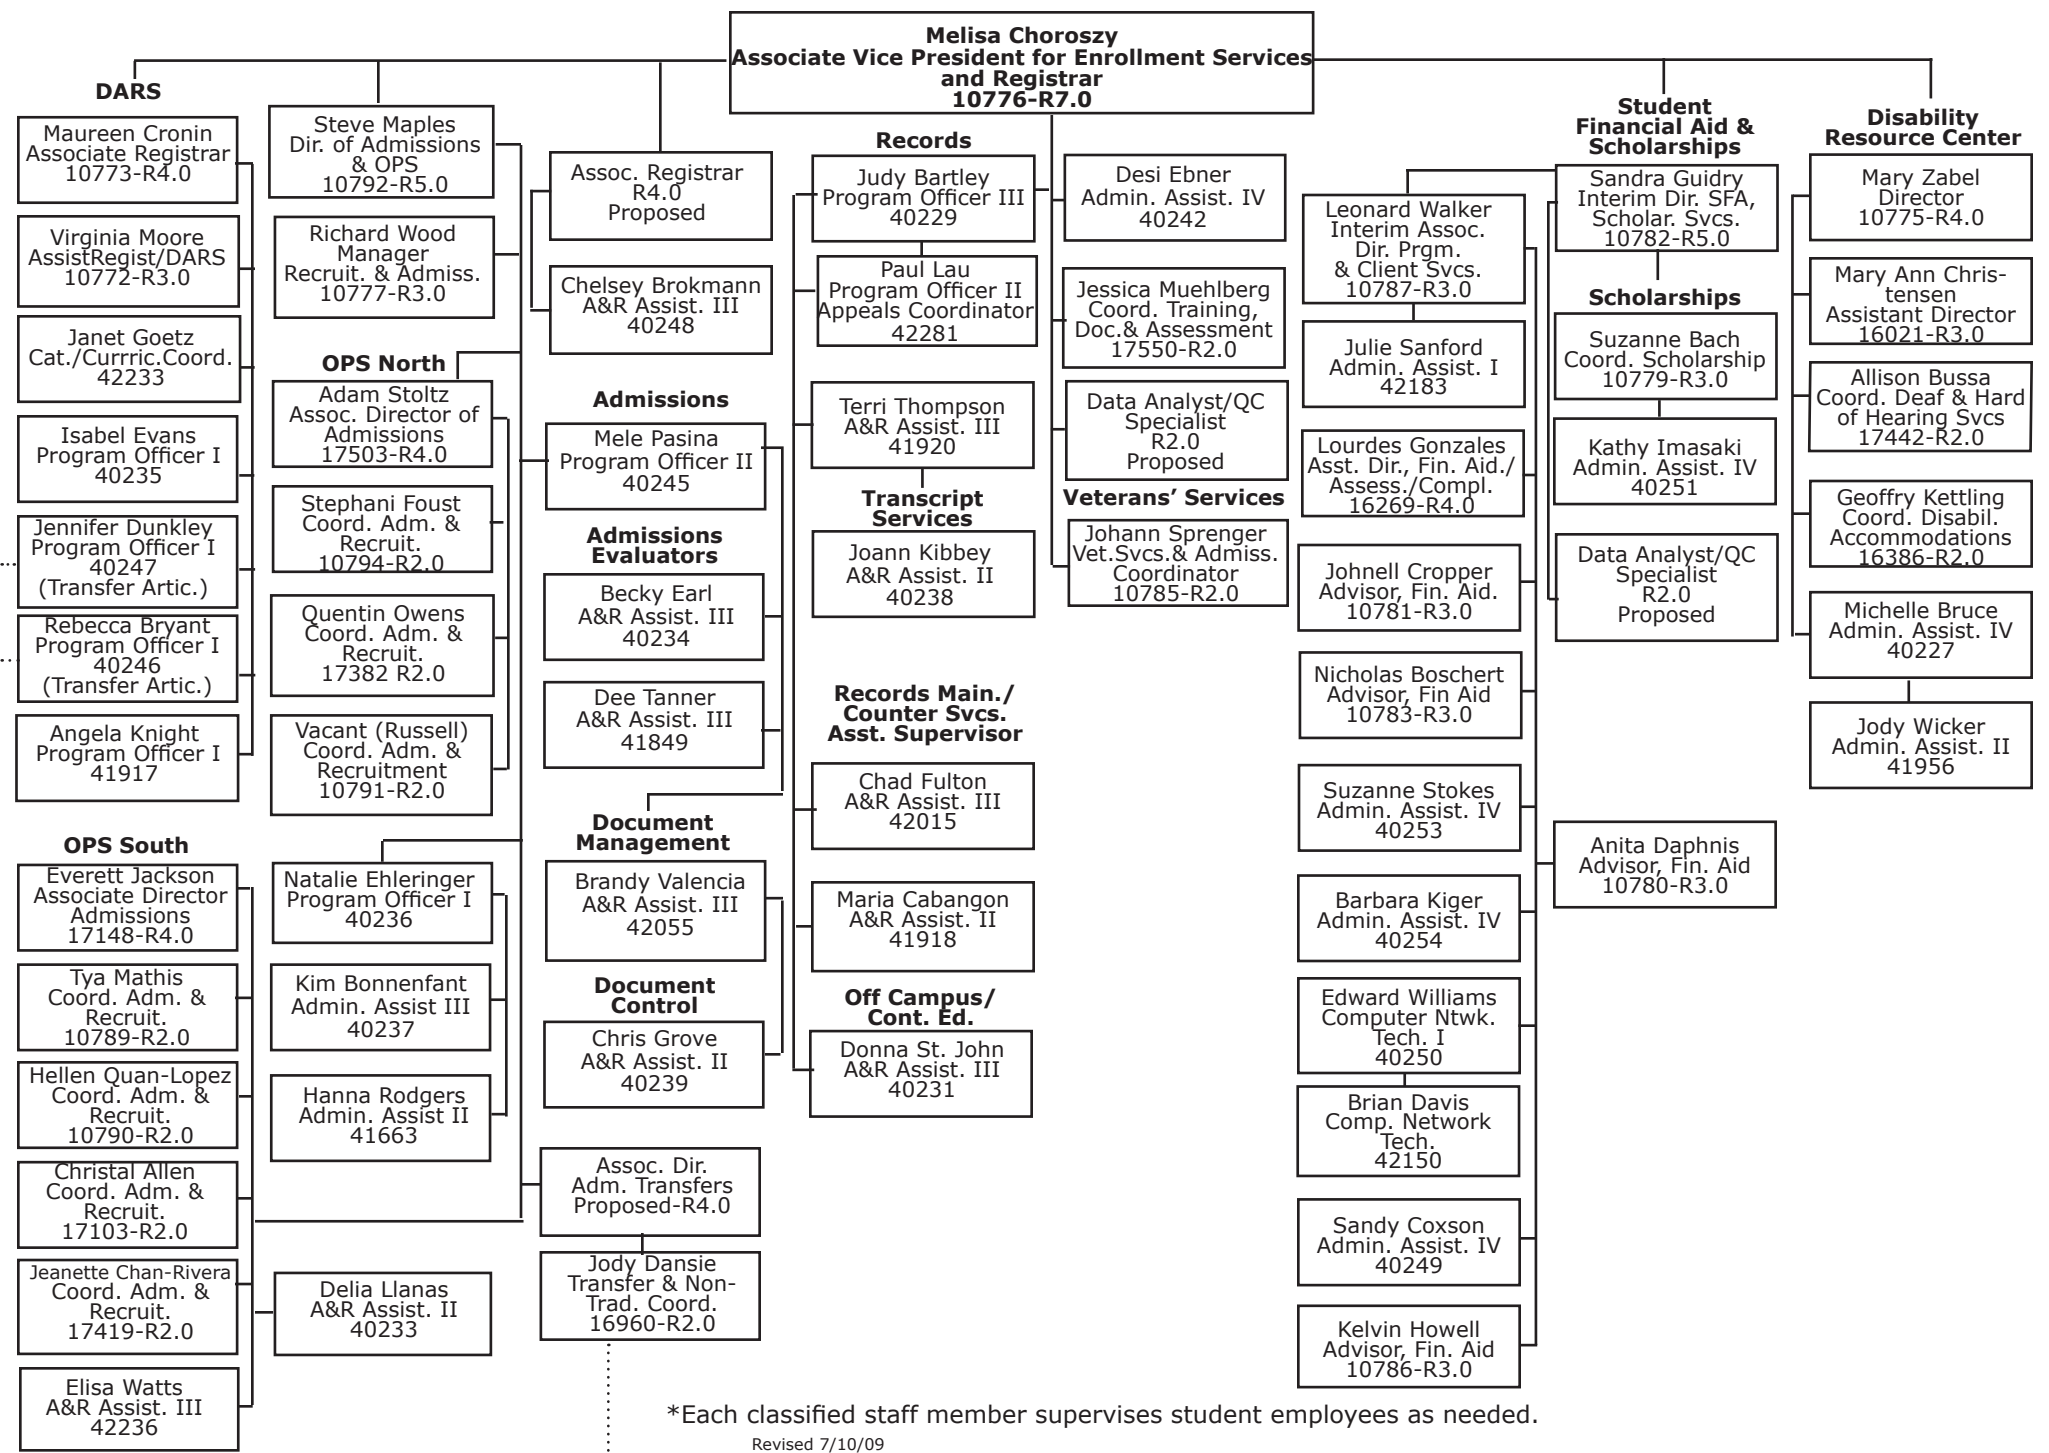 Melisa Choroszy
Associate Vice President for Enrollment Services
and Registrar
10776-R7.0
DARS
Maureen Cronin
Associate Registrar
10773-R4.0
Virginia Moore
AssistRegist/DARS
10772-R3.0
Janet Goetz
Cat./Currric.Coord.
42233
Isabel Evans
Program Officer I
40235
Jennifer Dunkley
Program Officer I
40247
(Transfer Artic.)
Rebecca Bryant
Program Officer I
40246
(Transfer Artic.)
Angela Knight
Program Officer I
41917
OPS South
Everett Jackson
Associate Director
Admissions
17148-R4.0
Tya Mathis
Coord. Adm. &
Recruit.
10789-R2.0
Hellen Quan-Lopez
Coord. Adm. &
Recruit.
10790-R2.0
Christal Allen
Coord. Adm. &
Recruit.
17103-R2.0
Jeanette Chan-Rivera
Coord. Adm. &
Recruit.
17419-R2.0
Elisa Watts
A&R Assist. III
42236
Steve Maples
Dir. of Admissions
& OPS
10792-R5.0
Richard Wood
Manager
Recruit. & Admiss.
10777-R3.0
OPS North
Adam Stoltz
Assoc. Director of
Admissions
17503-R4.0
Stephani Foust
Coord. Adm. &
Recruit.
10794-R2.0
Quentin Owens
Coord. Adm. &
Recruit.
17382 R2.0
Vacant (Russell)
Coord. Adm. &
Recruitment
10791-R2.0
Natalie Ehleringer
Program Officer I
40236
Kim Bonnenfant
Admin. Assist III
40237
Hanna Rodgers
Admin. Assist II
41663
Delia Llanas
A&R Assist. II
40233
Assoc. Registrar
R4.0
Proposed
Chelsey Brokmann
A&R Assist. III
40248
Admissions
Mele Pasina
Program Officer II
40245
Admissions
Evaluators
Becky Earl
A&R Assist. III
40234
Dee Tanner
A&R Assist. III
41849
Document
Management
Brandy Valencia
A&R Assist. III
42055
Document
Control
Chris Grove
A&R Assist. II
40239
Assoc. Dir.
Adm. Transfers
Proposed-R4.0
Jody Dansie
Transfer & Non-
Trad. Coord.
16960-R2.0
Records
Judy Bartley
Program Officer III
40229
Paul Lau
Program Officer II
Appeals Coordinator
42281
Terri Thompson
A&R Assist. III
41920
Transcript
Services
Joann Kibbey
A&R Assist. II
40238
Records Main./
Counter Svcs.
Asst. Supervisor
Chad Fulton
A&R Assist. III
42015
Maria Cabangon
A&R Assist. II
41918
Off Campus/
Cont. Ed.
Donna St. John
A&R Assist. III
40231
Desi Ebner
Admin. Assist. IV
40242
Jessica Muehlberg
Coord. Training,
Doc.& Assessment
17550-R2.0
Data Analyst/QC
Specialist
R2.0
Proposed
Veterans’ Services
Johann Sprenger
Vet.Svcs.& Admiss.
Coordinator
10785-R2.0
Student
Financial Aid &
Scholarships
Sandra Guidry
Interim Dir. SFA,
Scholar. Svcs.
10782-R5.0
Leonard Walker
Interim Assoc.
Dir. Prgm.
& Client Svcs.
10787-R3.0
Julie Sanford
Admin. Assist. I
42183
Lourdes Gonzales
Asst. Dir., Fin. Aid./
Assess./Compl.
16269-R4.0
Johnell Cropper
Advisor, Fin. Aid.
10781-R3.0
Nicholas Boschert
Advisor, Fin Aid
10783-R3.0
Suzanne Stokes
Admin. Assist. IV
40253
Barbara Kiger
Admin. Assist. IV
40254
Edward Williams
Computer Ntwk.
Tech. I
40250
Brian Davis
Comp. Network
Tech.
42150
Sandy Coxson
Admin. Assist. IV
40249
Kelvin Howell
Advisor, Fin. Aid
10786-R3.0
Scholarships
Suzanne Bach
Coord. Scholarship
10779-R3.0
Kathy Imasaki
Admin. Assist. IV
40251
Data Analyst/QC
Specialist
R2.0
Proposed
Anita Daphnis
Advisor, Fin. Aid
10780-R3.0
Disability
Resource Center
Mary Zabel
Director
10775-R4.0
Mary Ann Chris-
tensen
Assistant Director
16021-R3.0
Allison Bussa
Coord. Deaf & Hard
of Hearing Svcs
17442-R2.0
Geoffry Kettling
Coord. Disabil.
Accommodations
16386-R2.0
Michelle Bruce
Admin. Assist. IV
40227
Jody Wicker
Admin. Assist. II
41956
*Each classified staff member supervises student employees as needed.
Revised 7/10/09